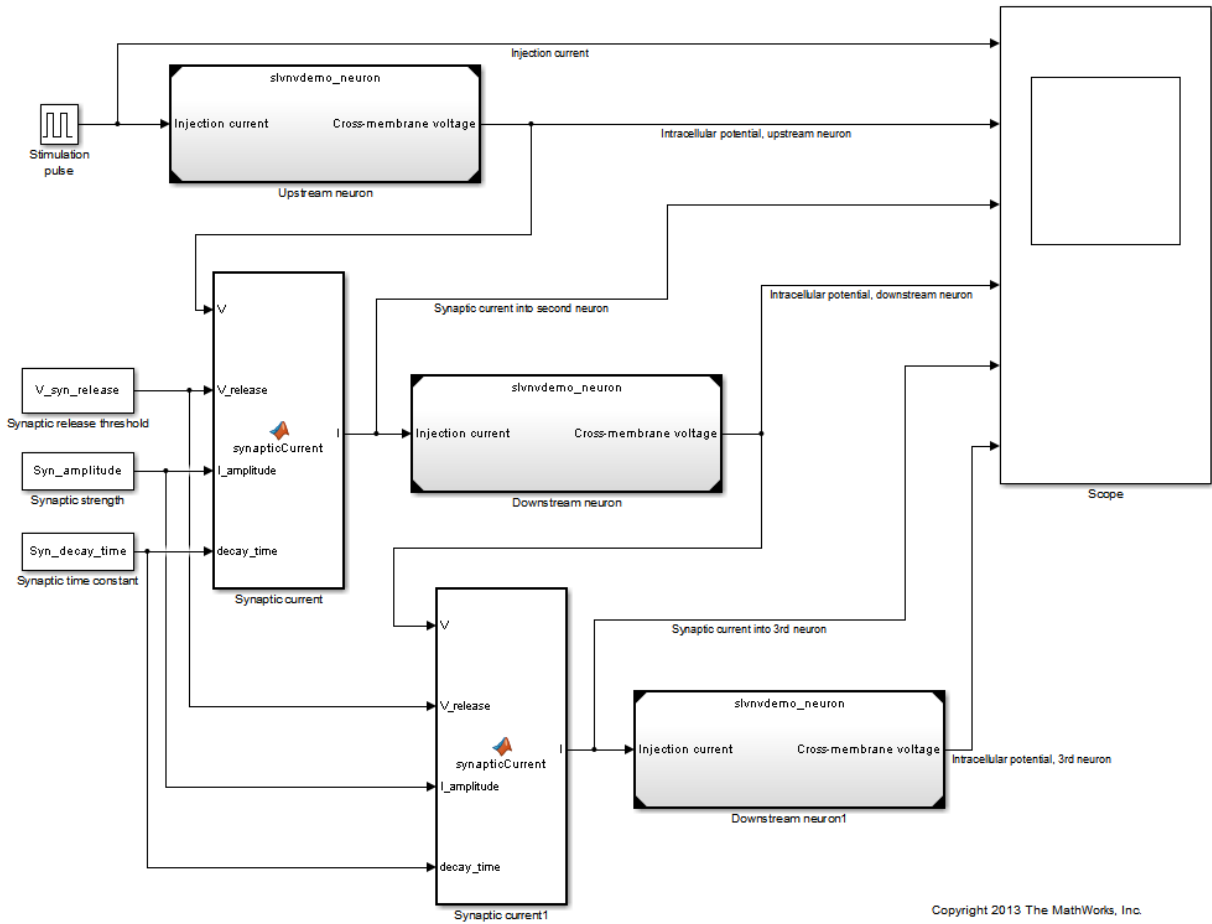 Injection current
slvnvdemo_neuron
Injection current
Cross-membrane voltage
Intracellular potential, upstream neuron
Stimulation
pulse
Upstream neuron
V
Synaptic current into second neuron
Intracellular potential, downstream neuron
V_syn_release
V_release
Synaptic release threshold
slvnvdemo_neuron
synapticCurrent
I
Injection current
Cross-membrane voltage
Syn_amplitude
I_amplitude
Synaptic strength
Downstream neuron
Scope
Syn_decay_time
decay_time
Synaptic time constant
Synaptic current
V
Synaptic current into 3rd neuron
V_release
slvnvdemo_neuron
synapticCurrent
I
Injection current
Cross-membrane voltage
Intracellular potential, 3rd neuron
I_amplitude
Downstream neuron1
decay_time
Synaptic current1
Copyright 2013 The MathWorks, Inc.